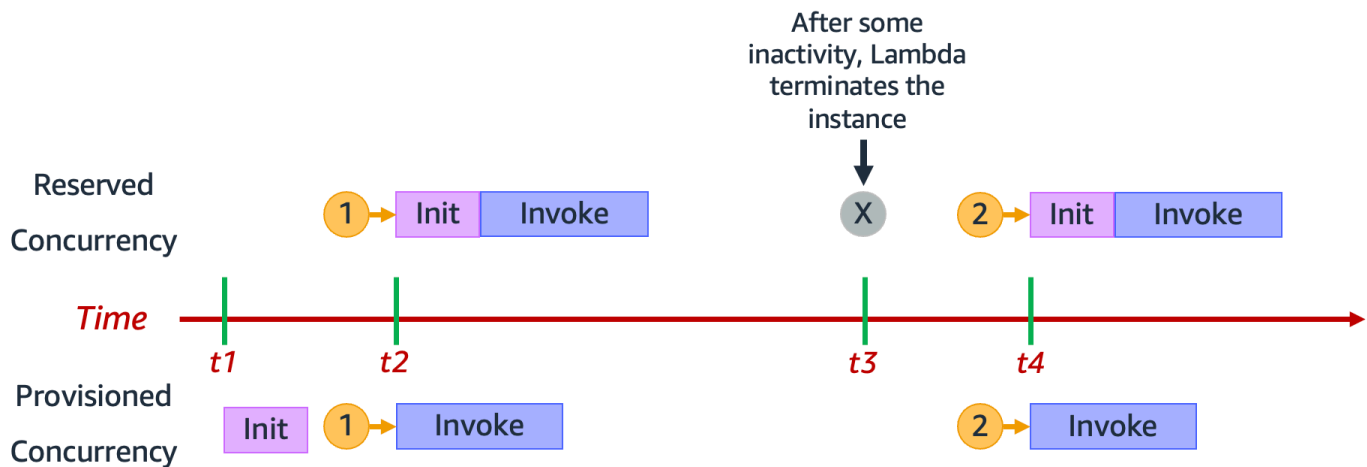 After some
inactivity, Lambda
terminates the
instance
Reserved
Concurrency
1
Init
Invoke
X
2
Init
Invoke
Time
t1
t2
t3
t4
Provisioned
Concurrency
Init
1
Invoke
2
Invoke